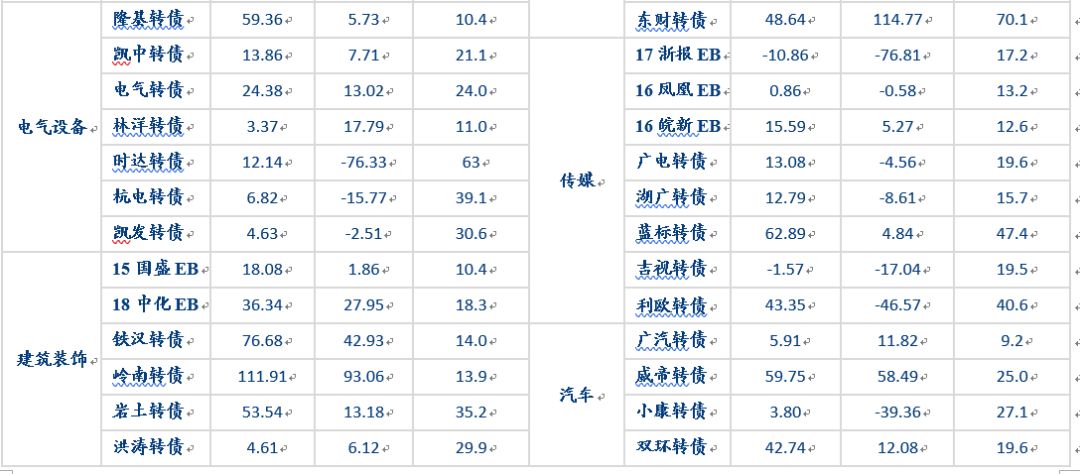 隆基转债 59.36 5.73 10.4 东财转债 48.64 114.77 70.1
凯中转债 13.86 7.71 21.1 17 浙报 EB -10.86 -76.81 17.2
电气转债 24.38 13.02 24.0 16 凤凰 EB 0.86 -0.58 13.2
电气设备 林洋转债 3.37 17.79 11.0 16 皖新 EB 15.59 5.27 12.6
时达转债 12.14 -76.33 63 广电转债 13.08 -4.56 19.6
传媒
杭电转债 6.82 -15.77 39.1 湖广转债 12.79 -8.61 15.7
凯发转债 4.63 -2.51 30.6 蓝标转债 62.89 4.84 47.4
15 国盛 EB 18.08 1.86 10.4 吉视转债 -1.57 -17.04 19.5
18 中化 EB 36.34 27.95 18.3 利欧转债 43.35 -46.57 40.6
铁汉转债 76.68 42.93 14.0 广汽转债 5.91 11.82 9.2
建筑装饰
岭南转债 111.91 93.06 13.9 威帝转债 59.75 58.49 25.0
汽车
岩土转债 53.54 13.18 35.2 小康转债 3.80 -39.36 27.1
洪涛转债 4.61 6.12 29.9 双环转债 42.74 12.08 19.6